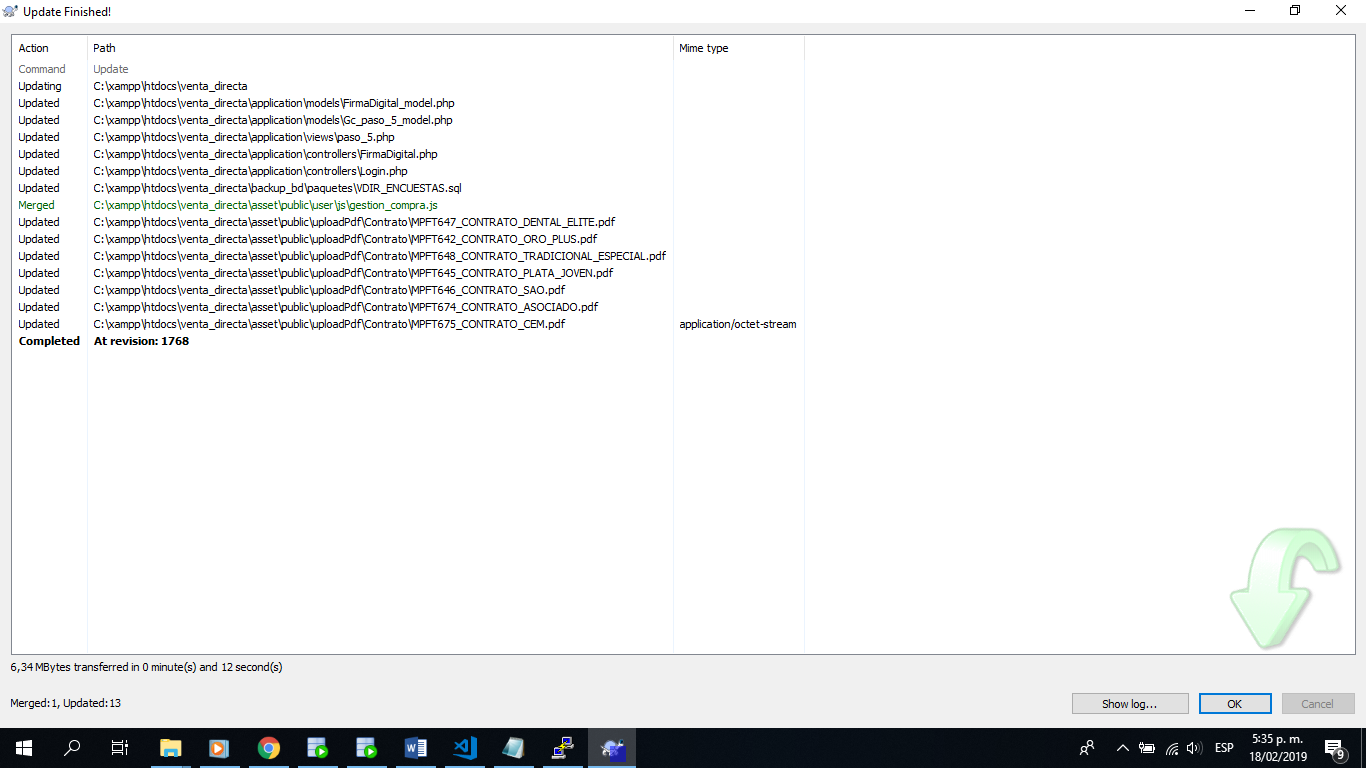 Update Finished!
Action Path Mime type
Command Update
Updating C:\xampp\htdocs\venta_directa
Updated C:\xampp\htdocs\venta_directa\application\models\FirmaDigital_model.php
Updated C:\xampp\htdocs\venta_directa\application\models\Gc_paso_5_model.php
Updated C:\xampp\htdocs\venta_directa\application\views\paso_5.php
Updated C:\xampp\htdocs\venta_directa\application\controllers\FirmaDigital.php
Updated C:\xampp\htdocs\venta_directa\application\controllers\Login.php
Updated C:\xampp\htdocs\venta_directa\backup_bd\paquetes\VDIR_ENCUESTAS.sql
Merged C:\xampp\htdocs\venta_directa\asset\public\user\js\gestion_compra.js
Updated C:\xampp\htdocs\venta_directa\asset\public\uploadPdf\Contrato\MPFT647_CONTRATO_DENTAL_ELITE.pdf
Updated C:\xampp\htdocs\venta_directa\asset\public\uploadPdf\Contrato\MPFT642_CONTRATO_ORO_PLUS.pdf
Updated C:\xampp\htdocs\venta_directa\asset\public\uploadPdf\Contrato\MPFT648_CONTRATO_TRADICIONAL_ESPECIAL.pdf
Updated C:\xampp\htdocs\venta_directa\asset\public\uploadPdf\Contrato\MPFT645_CONTRATO_PLATA_JOVEN.pdf
Updated C:\xampp\htdocs\venta_directa\asset\public\uploadPdf\Contrato\MPFT646_CONTRATO_SAO.pdf
Updated C:\xampp\htdocs\venta_directa\asset\public\uploadPdf\Contrato\MPFT674_CONTRATO_ASOCIADO.pdf
Updated C:\xampp\htdocs\venta_directa\asset\public\uploadPdf\Contrato\MPFT675_CONTRATO_CEM.pdf application/octet-stream
Completed At revision: 1768
6,34 MBytes transferred in 0 minute(s) and 12 second(s)
Merged:1, Updated:13
Show log... OK Cancel
ESP
5:35 p. m.
18/02/2019
9